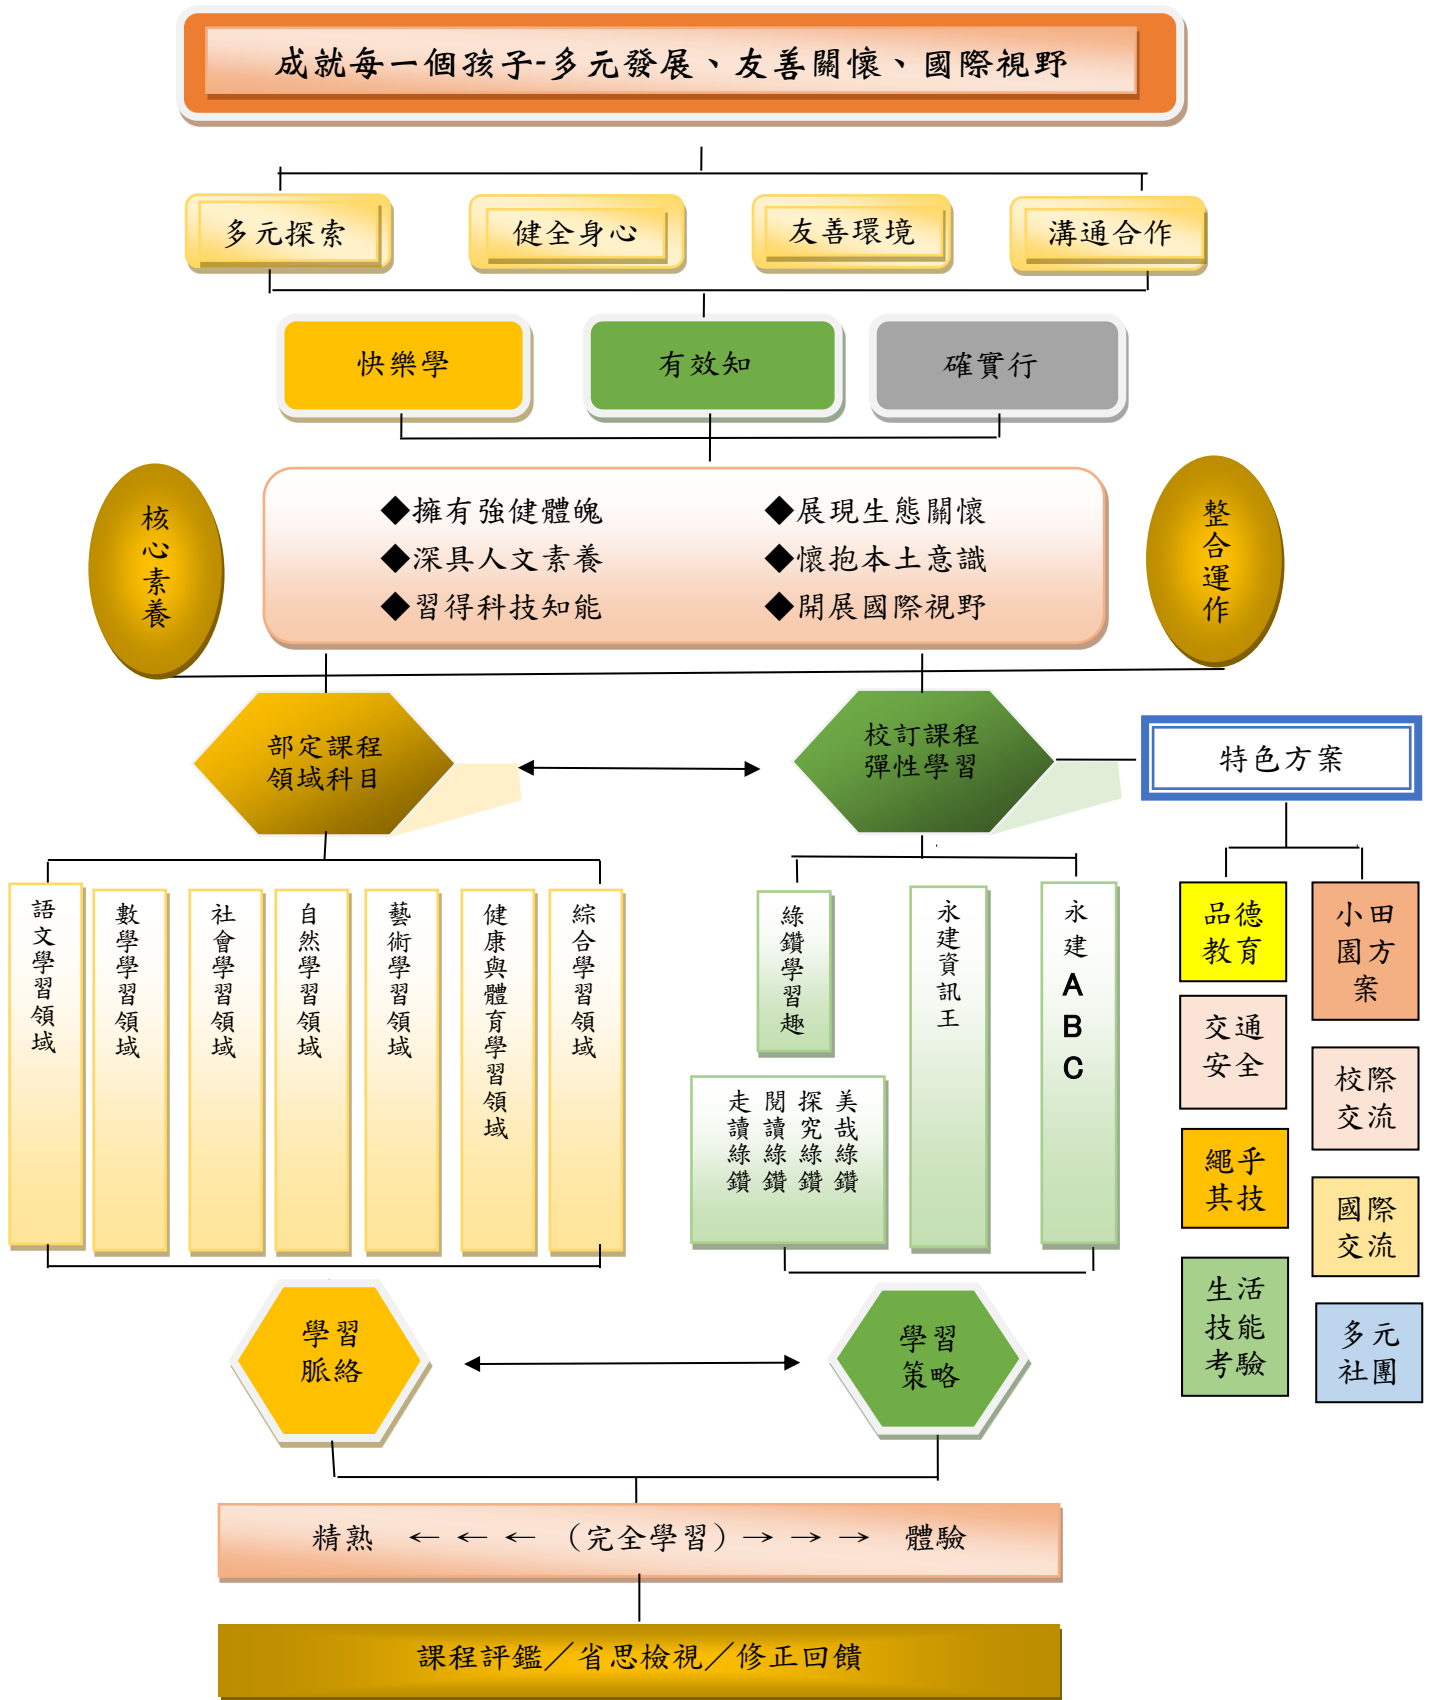 成就每一個孩子-多元發展、友善關懷、國際視野
多元探索
健全身心
友善環境
溝通合作
快樂學
有效知
確實行
核心素養
◆擁有強健體魄
◆深具人文素養
◆習得科技知能
◆展現生態關懷
◆懷抱本土意識
◆開展國際視野
整合運作
部定課程
領域科目
校訂課程
彈性學習
特色方案
語文學習領域
數學學習領域
社會學習領域
自然學習領域
藝術學習領域
健康與體育學習領域
綜合學習領域
綠鑽學習趣
走讀綠鑽
閱讀綠鑽
探究綠鑽
美哉綠鑽
永建資訊王
永建ABC
品德
教育
交通
安全
繩乎
其技
生活
技能
考驗
小田
園方
案
校際
交流
國際
交流
多元
社團
學習
脈絡
學習
策略
精熟 ← ← ← （完全學習）→ → → 體驗
課程評鑑／省思檢視／修正回饋